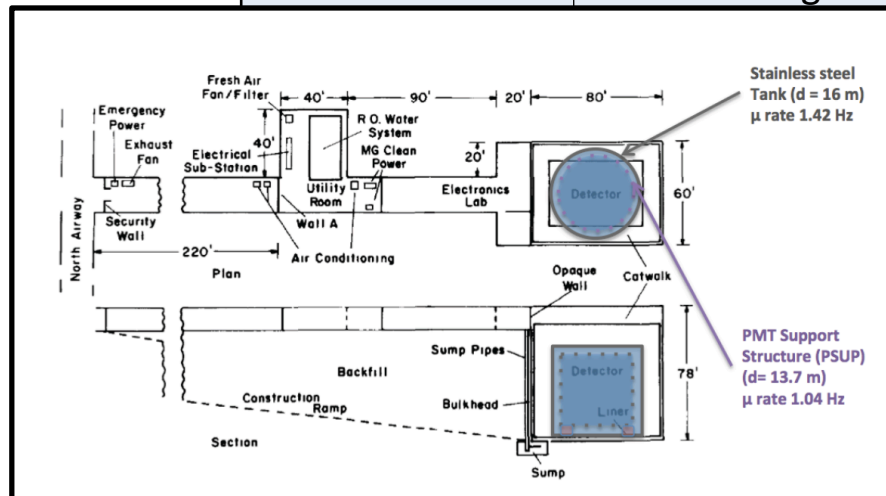 Fresh Air
Fan/Filter
40'
90'
20'
80'
Stainless steel
Tank (d = 16 m)
μ rate 1.42 Hz
Emergency
Power
Exhaust
Fan
40'
R O. Water
System
MG Clean
Power
20'
Electrical
Sub-Station
Utility
Room
Electronics
Lab
Detector
60'
North Airway
Security
Wall
Wall A
220'
Air Conditioning
Plan
Opaque
Wall
Catwalk
Sump Pipes
Backfill
Detector
78'
PMT Support
Structure (PSUP)
(d= 13.7 m)
μ rate 1.04 Hz
Construction
Ramp
Bulkhead
Liner
Section
Sump